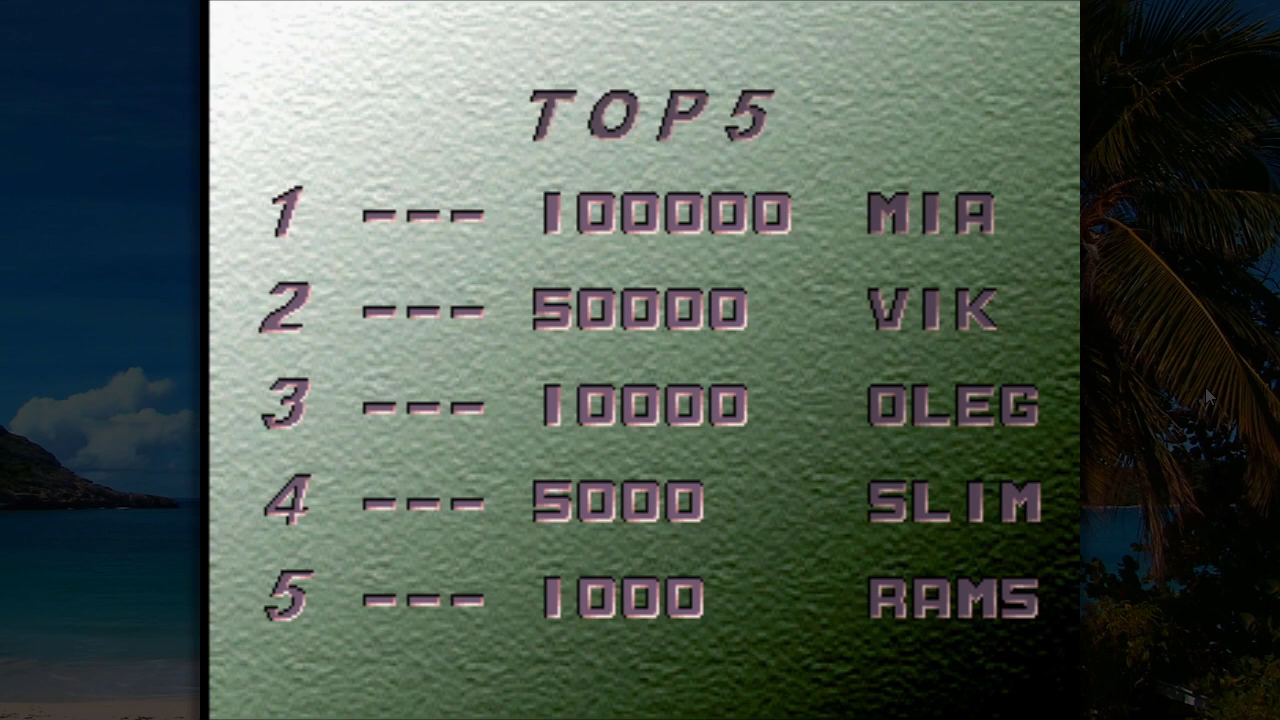 TOP5
1 --- 100000 MIA
2 --- 50000 VIK
3 --- 10000 OLEG
4 --- 5000 SLIM
5 --- 1000 RAMS